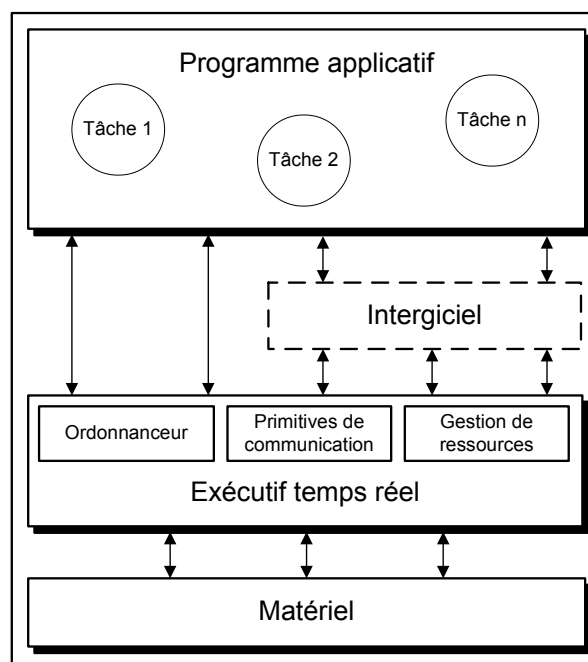 Programme applicatif
Tâche 1
Tâche 2
Tâche n
Intergiciel
Ordonnanceur
Primitives de
communication
Gestion de
ressources
Exécutif temps réel
Matériel